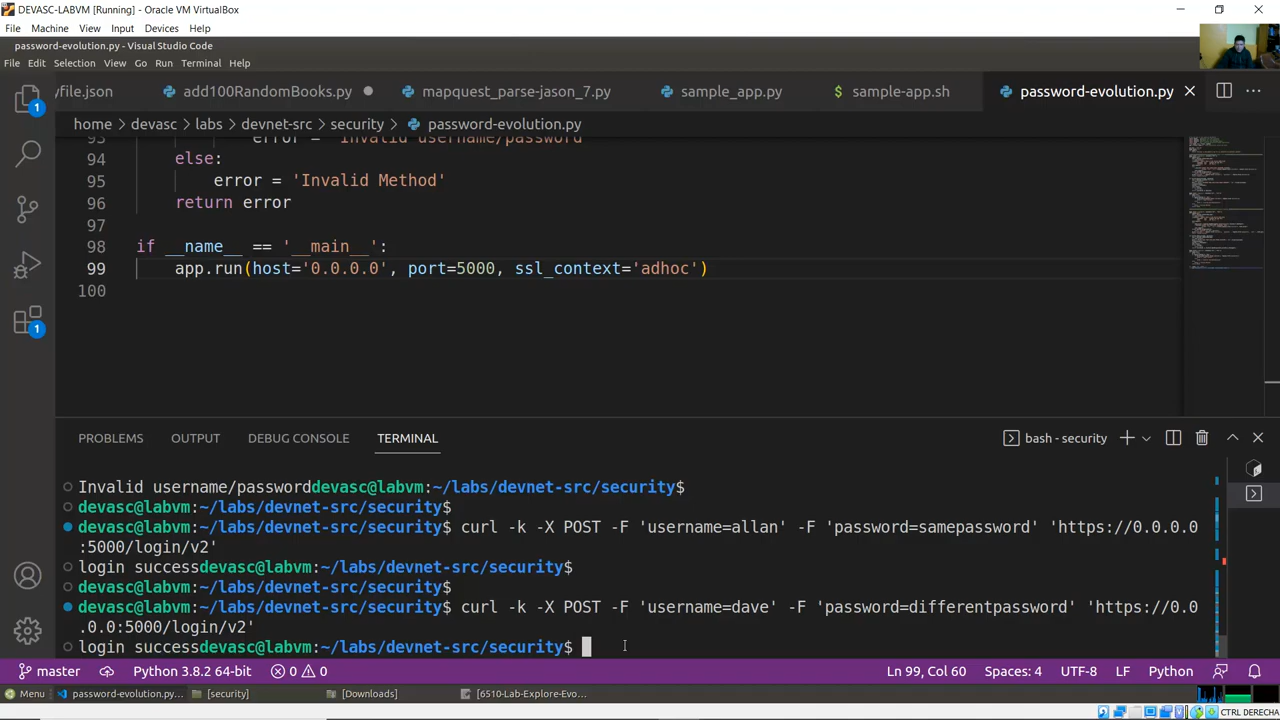 DEVASC-LABVM [Running] - Oracle VM VirtualBox
File Machine View Input Devices Help
password-evolution.py - Visual Studio Code
File Edit Selection View Go Run Terminal Help
yfile.json add100RandomBooks.py mapquest_parse-jason_7.py sample_app.py sample-app.sh password-evolution.py
home > devasc > labs > devnet-src > security > password-evolution.py
93 error = 'Invalid username/password'
94 else:
95 error = 'Invalid Method'
96 return error
97
98 if __name__ == '__main__':
99 app.run(host='0.0.0.0', port=5000, ssl_context='adhoc')
100
1
1
PROBLEMS OUTPUT DEBUG CONSOLE TERMINAL bash - security
Invalid username/passworddevasc@labvm:~/labs/devnet-src/security$
devasc@labvm:~/labs/devnet-src/security$
devasc@labvm:~/labs/devnet-src/security$ curl -k -X POST -F 'username=allan' -F 'password=samepassword' 'https://0.0.0.0
:5000/login/v2'
login successdevasc@labvm:~/labs/devnet-src/security$
devasc@labvm:~/labs/devnet-src/security$
devasc@labvm:~/labs/devnet-src/security$ curl -k -X POST -F 'username=dave' -F 'password=differentpassword' 'https://0.0
.0.0:5000/login/v2'
login successdevasc@labvm:~/labs/devnet-src/security$
master Python 3.8.2 64-bit 0 0 Ln 99, Col 60 Spaces: 4 UTF-8 LF Python
Menu password-evolution.py... [security] [Downloads] [6510-Lab-Explore-Evo...
CTRL DERECHA